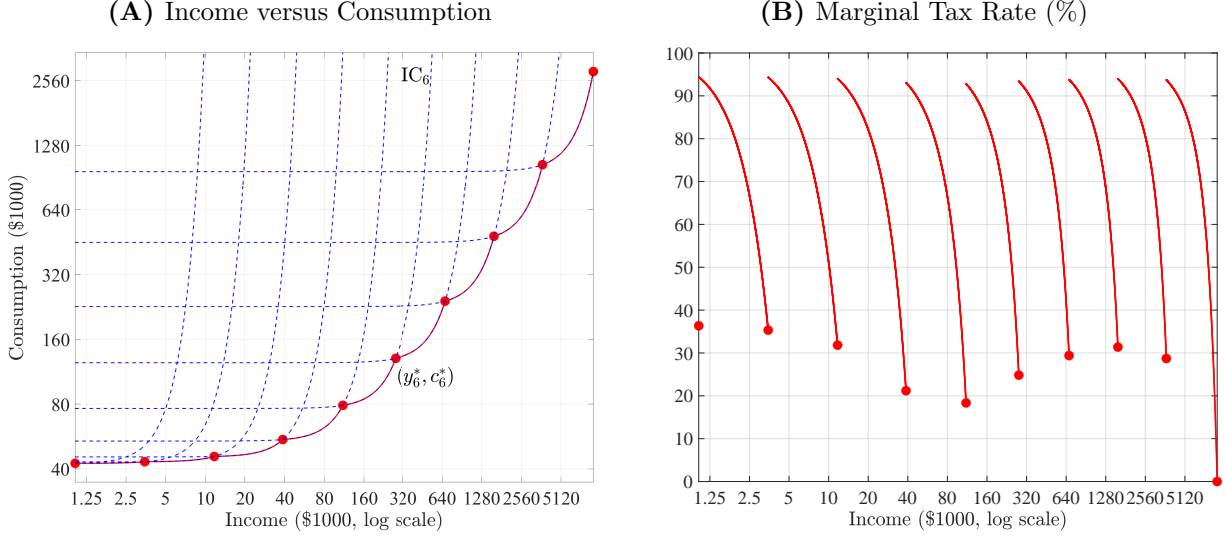 (A) Income versus Consumption
2560
1280
640
320
160
80
40
Consumption ($1000)
IC6
(y*6, c*6)
1.25 2.5 5 10 20 40 80 160 320 640 1280 2560 5120
Income ($1000, log scale)
(B) Marginal Tax Rate (%)
100
90
80
70
60
50
40
30
20
10
0
1.25 2.5 5 10 20 40 80 160 320 640 1280 2560 5120
Income ($1000, log scale)